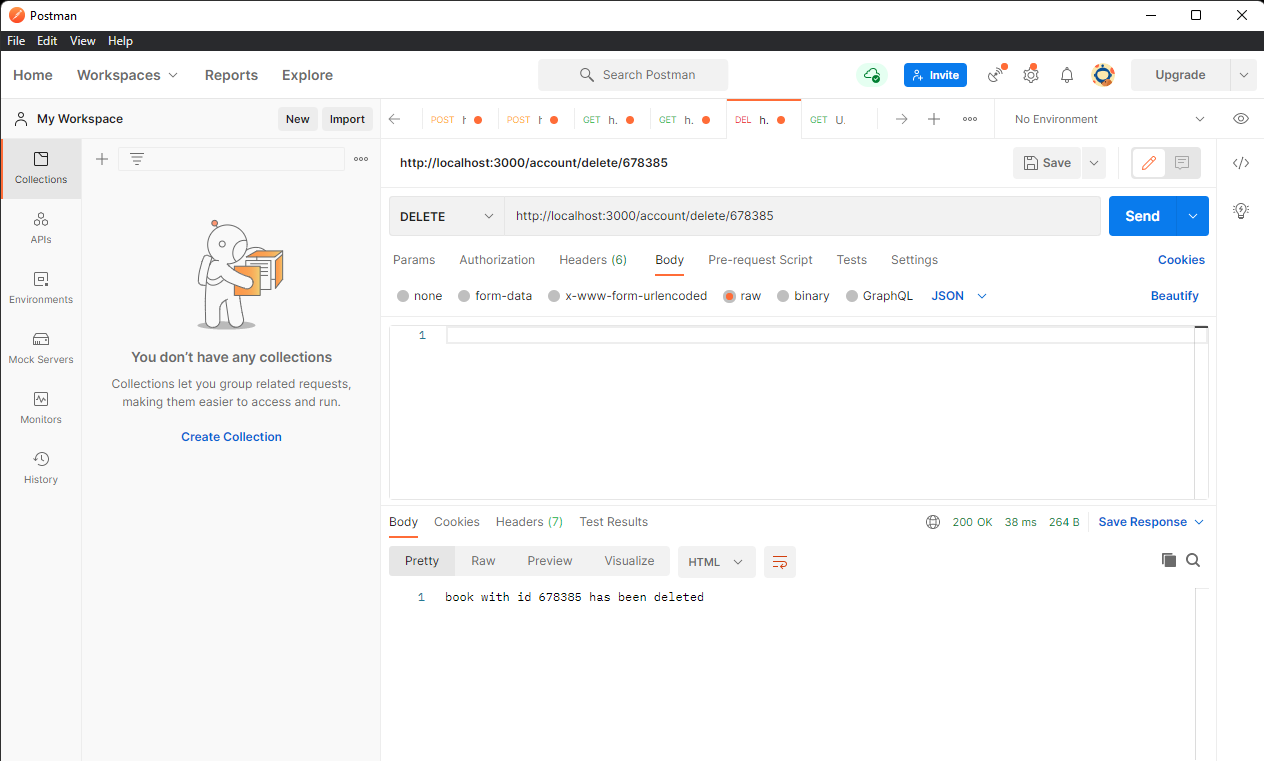 Postman
File Edit View Help
Home Workspaces Reports Explore Search Postman Invite Upgrade
My Workspace New Import
POST h POST h GET h. GET h. DEL h. GET U. No Environment
Collections
APIs
Environments
Mock Servers
Monitors
History
You don’t have any collections
Collections let you group related requests,
making them easier to access and run.
Create Collection
http://localhost:3000/account/delete/678385 Save
DELETE http://localhost:3000/account/delete/678385 Send
Params Authorization Headers (6) Body Pre-request Script Tests Settings Cookies
none form-data x-www-form-urlencoded raw binary GraphQL JSON Beautify
1
Body Cookies Headers (7) Test Results 200 OK 38 ms 264 B Save Response
Pretty Raw Preview Visualize HTML
1 book with id 678385 has been deleted